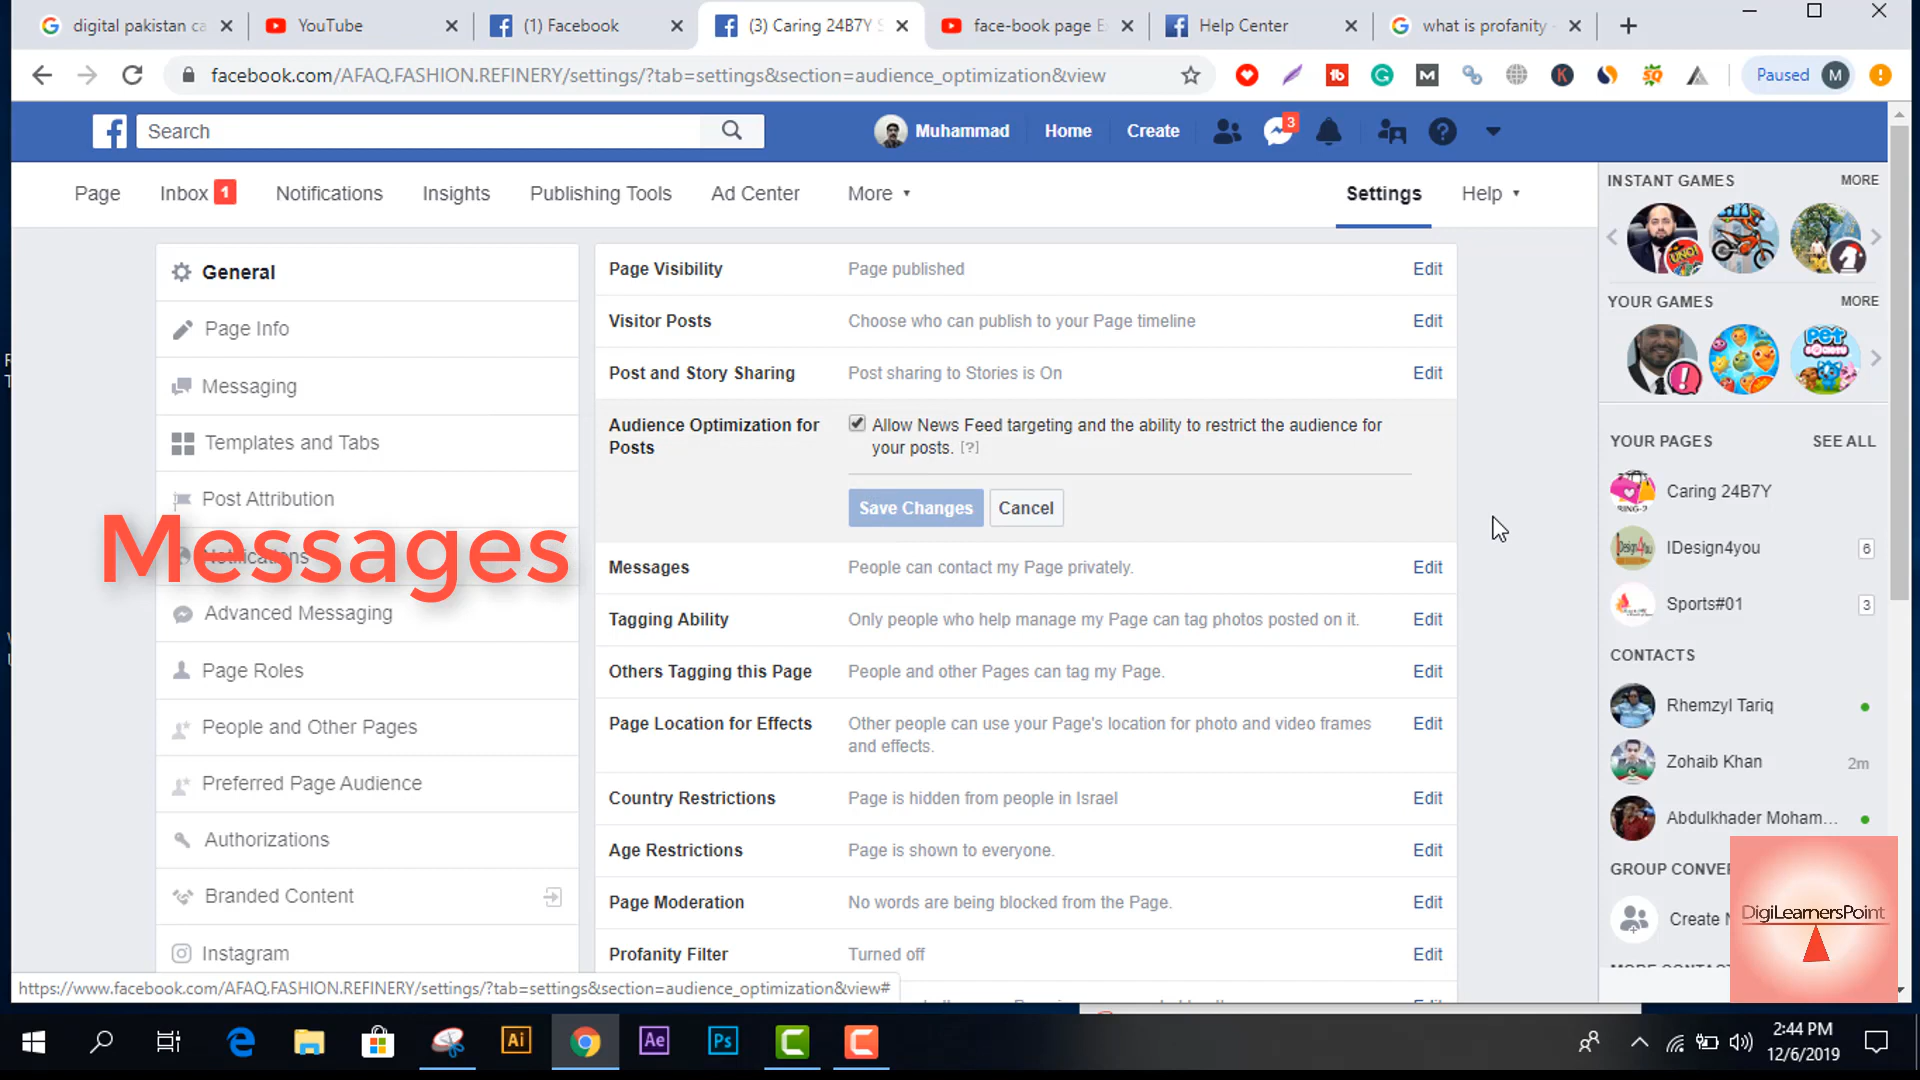 digital pakistan ca
YouTube
(1) Facebook
(3) Caring 24B7Y S
face-book page E
Help Center
what is profanity
facebook.com/AFAQ.FASHION.REFINERY/settings/?tab=settings&section=audience_optimization&view
Paused
M
Search
Muhammad
Home
Create
3
Page
Inbox 1
Notifications
Insights
Publishing Tools
Ad Center
More
Settings
Help
General
Page Info
Messaging
Templates and Tabs
Post Attribution
Notifications
Messages
Advanced Messaging
Page Roles
People and Other Pages
Preferred Page Audience
Authorizations
Branded Content
Instagram
Page Visibility
Page published
Edit
Visitor Posts
Choose who can publish to your Page timeline
Edit
Post and Story Sharing
Post sharing to Stories is On
Edit
Audience Optimization for
Posts
Allow News Feed targeting and the ability to restrict the audience for
your posts. [?]
Save Changes
Cancel
Messages
People can contact my Page privately.
Edit
Tagging Ability
Only people who help manage my Page can tag photos posted on it.
Edit
Others Tagging this Page
People and other Pages can tag my Page.
Edit
Page Location for Effects
Other people can use your Page's location for photo and video frames
and effects.
Edit
Country Restrictions
Page is hidden from people in Israel
Edit
Age Restrictions
Page is shown to everyone.
Edit
Page Moderation
No words are being blocked from the Page.
Edit
Profanity Filter
Turned off
Edit
INSTANT GAMES
MORE
YOUR GAMES
MORE
YOUR PAGES
SEE ALL
Caring 24B7Y
IDesign4you
6
Sports#01
3
CONTACTS
Rhemzyl Tariq
Zohaib Khan
2m
Abdulkhader Moham...
GROUP CONVE
Create
DigiLearnersPoint
https://www.facebook.com/AFAQ.FASHION.REFINERY/settings/?tab=settings&section=audience_optimization&view#
Ai
Ae
Ps
2:44 PM
12/6/2019